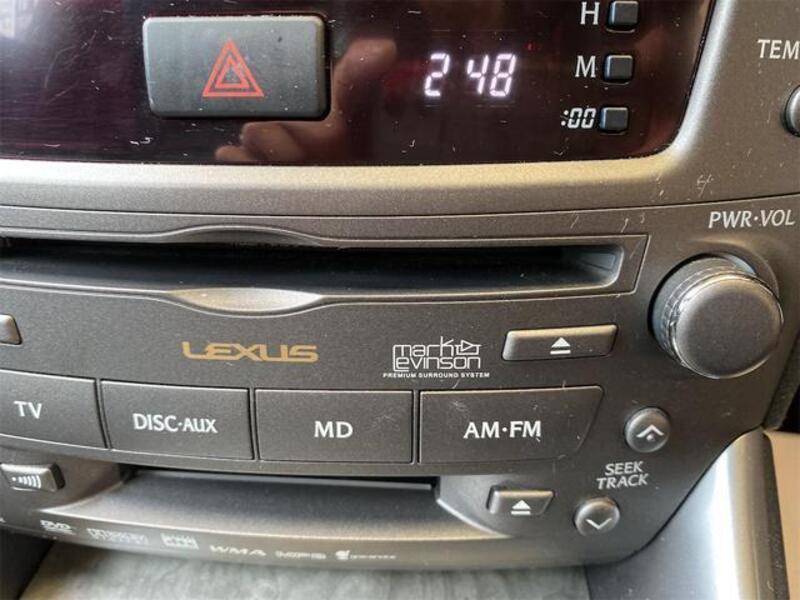 H
2 48
M
:00
TEM
PWR·VOL
LEXUS
mark levinson
PREMIUM SURROUND SYSTEM
TV
DISC·AUX
MD
AM·FM
SEEK
TRACK
DVD
WMA MP3